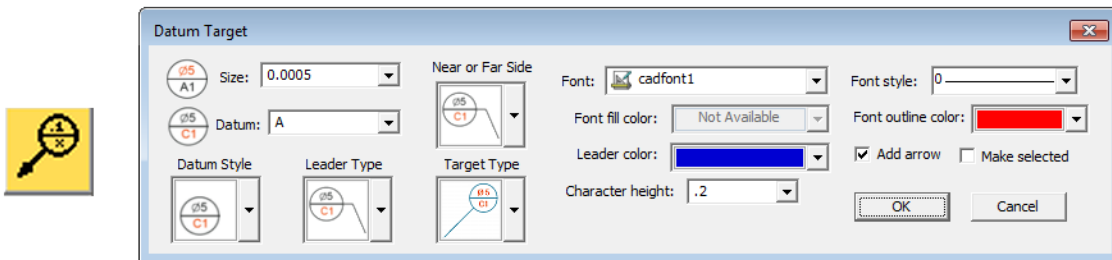 Datum Target
Ø5
A1
Size: 0.0005
Ø5
C1
Datum: A
Datum Style
Ø5
C1
Leader Type
Ø5
C1
Near or Far Side
Ø5
C1
Target Type
Ø5
C1
Font: cadfont1
Font fill color: Not Available
Leader color:
Character height: .2
Font style: 0
Font outline color:
Add arrow
Make selected
OK
Cancel
.1
x